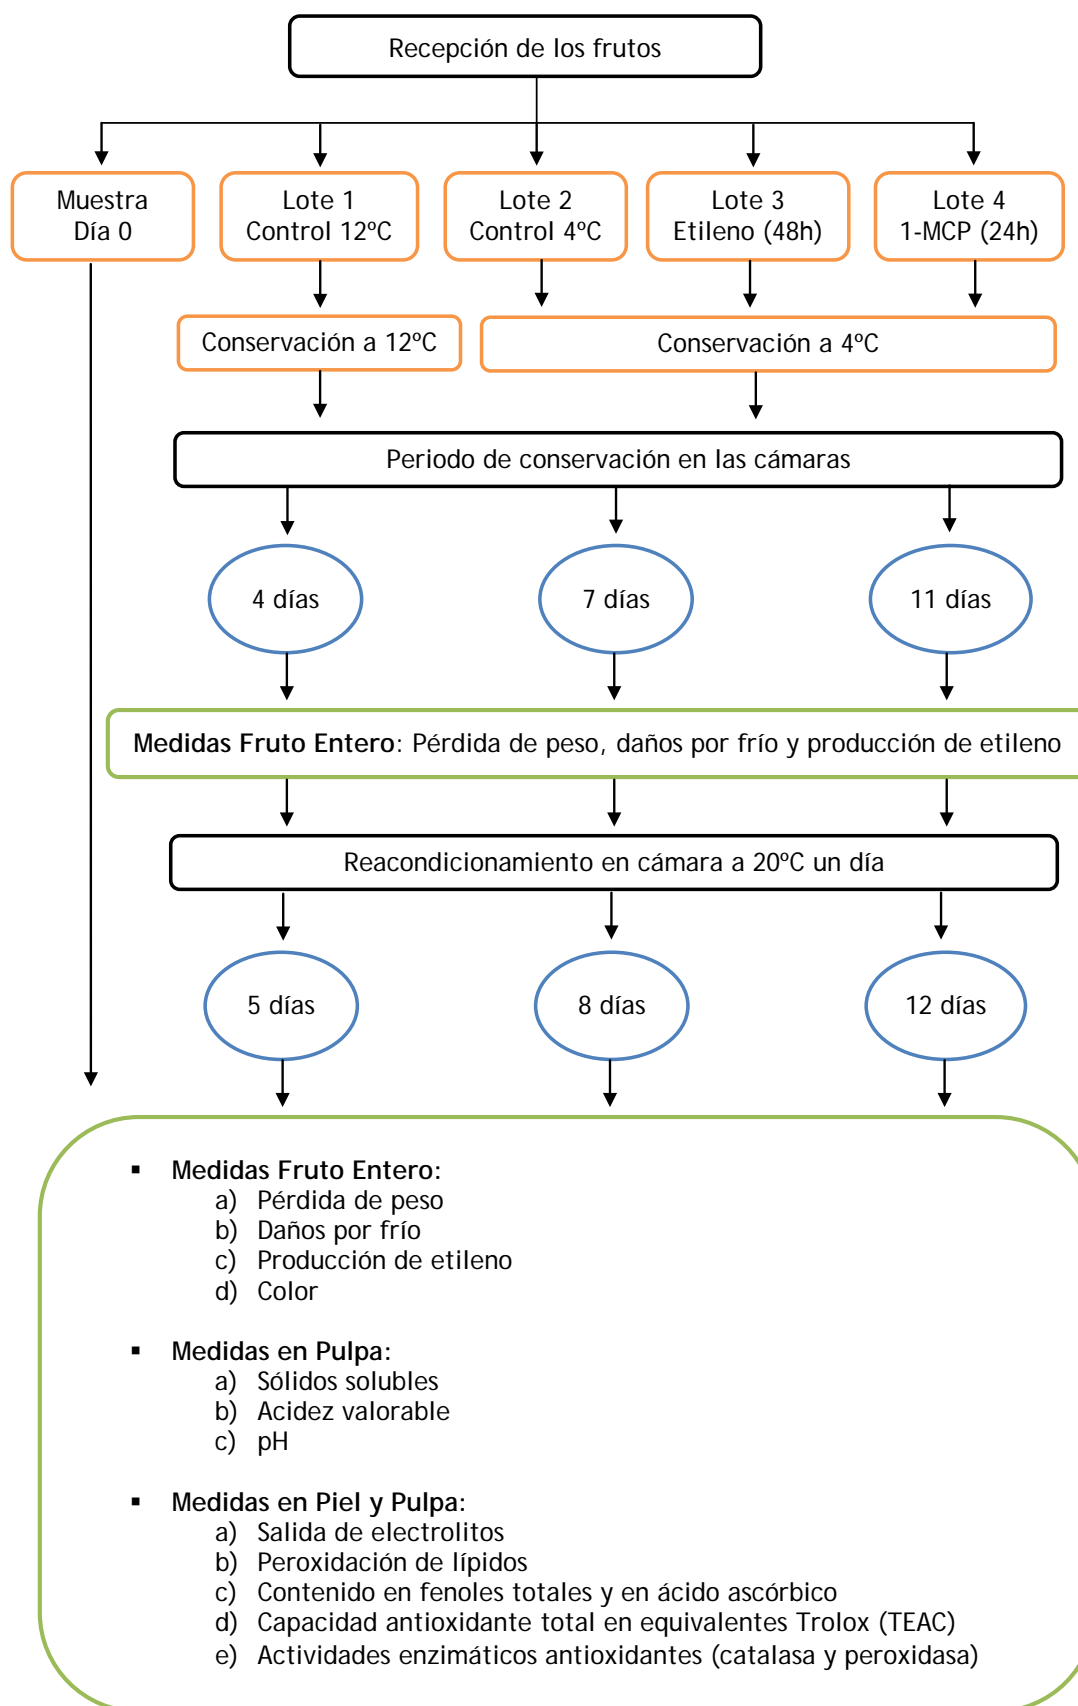 Recepción de los frutos
Muestra
Día 0
Lote 1
Control 12ºC
Lote 2
Control 4ºC
Lote 3
Etileno (48h)
Lote 4
1-MCP (24h)
Conservación a 12ºC
Conservación a 4ºC
Periodo de conservación en las cámaras
4 días
7 días
11 días
Medidas Fruto Entero: Pérdida de peso, daños por frío y producción de etileno
Reacondicionamiento en cámara a 20ºC un día
5 días
8 días
12 días
▪ Medidas Fruto Entero:
a) Pérdida de peso
b) Daños por frío
c) Producción de etileno
d) Color
▪ Medidas en Pulpa:
a) Sólidos solubles
b) Acidez valorable
c) pH
▪ Medidas en Piel y Pulpa:
a) Salida de electrolitos
b) Peroxidación de lípidos
c) Contenido en fenoles totales y en ácido ascórbico
d) Capacidad antioxidante total en equivalentes Trolox (TEAC)
e) Actividades enzimáticos antioxidantes (catalasa y peroxidasa)